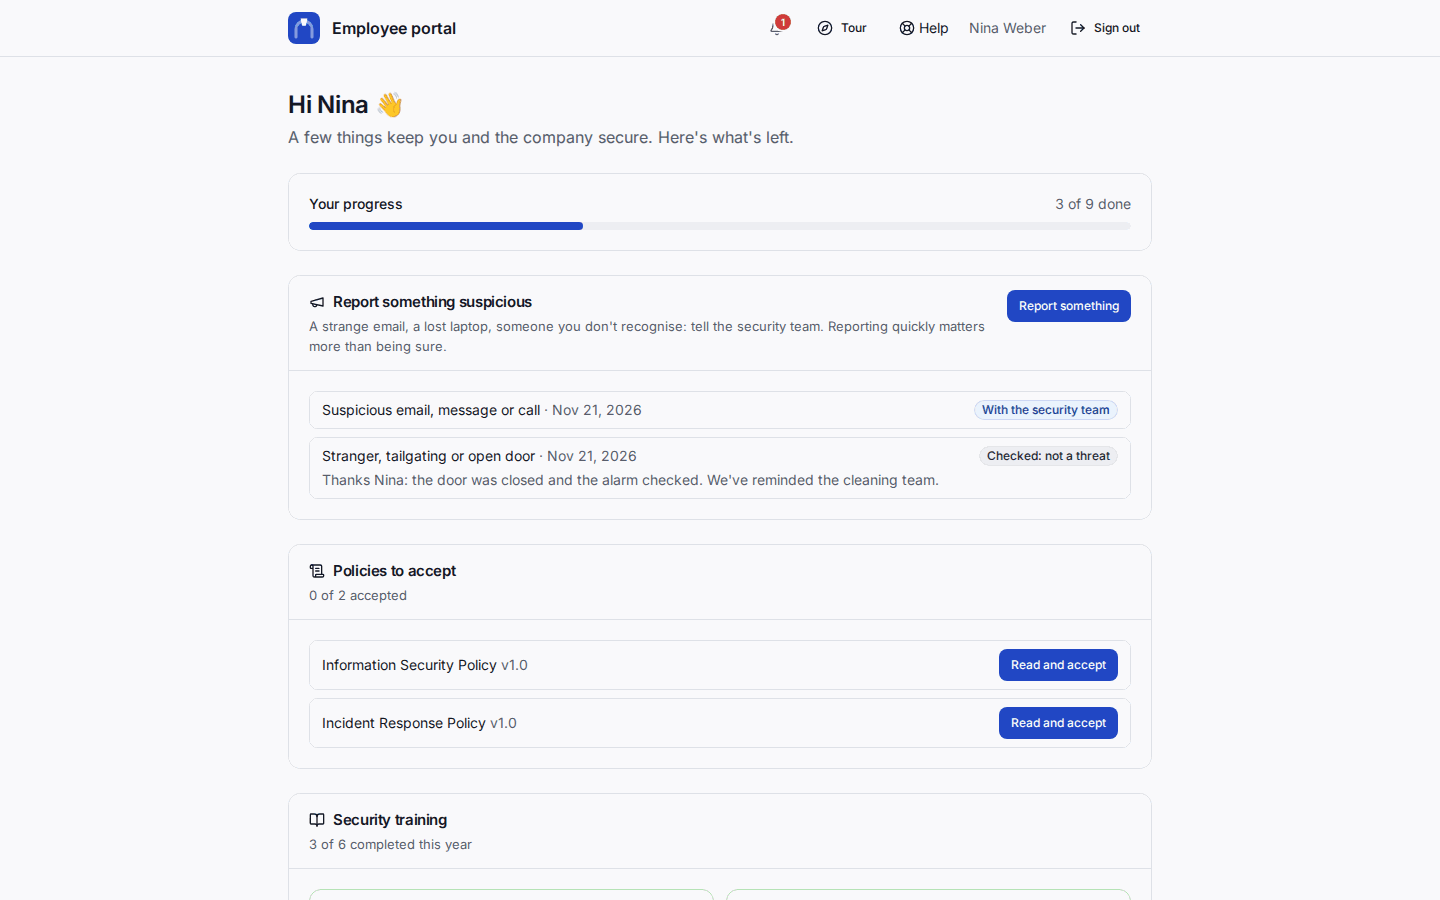 Employee portal
1
Tour
Help
Nina Weber
Sign out
Hi Nina 👋
A few things keep you and the company secure. Here's what's left.
Your progress
3 of 9 done
Report something suspicious
Report something
A strange email, a lost laptop, someone you don't recognise: tell the security team. Reporting quickly matters
more than being sure.
Suspicious email, message or call · Nov 21, 2026
With the security team
Stranger, tailgating or open door · Nov 21, 2026
Checked: not a threat
Thanks Nina: the door was closed and the alarm checked. We've reminded the cleaning team.
Policies to accept
0 of 2 accepted
Information Security Policy v1.0
Read and accept
Incident Response Policy v1.0
Read and accept
Security training
3 of 6 completed this year